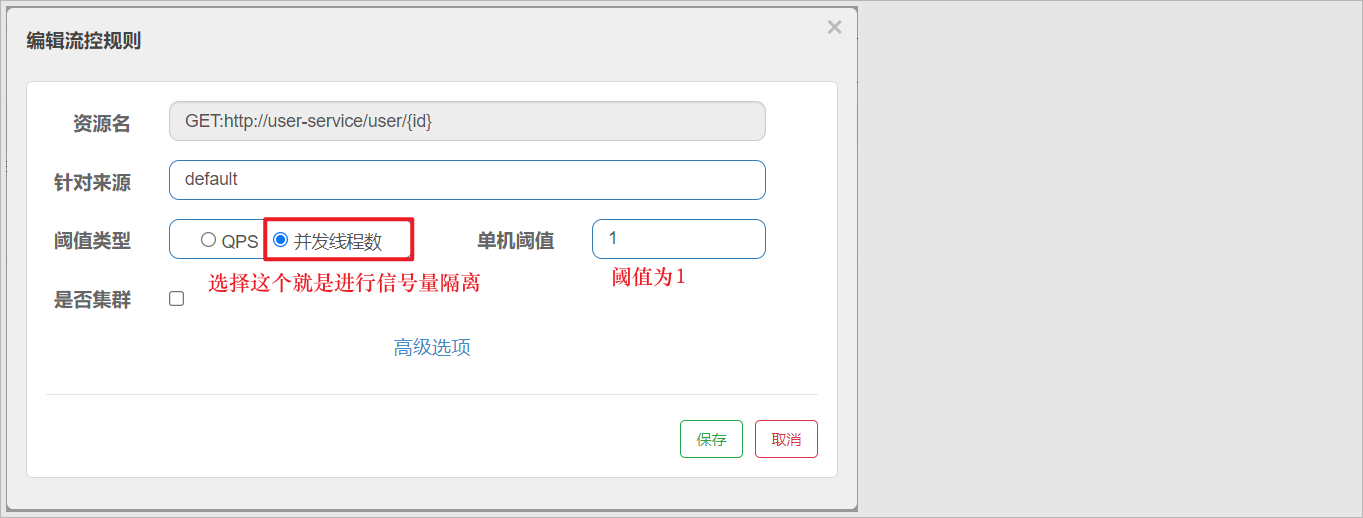 编辑流控规则 ×
资源名 GET:http://user-service/user/{id}
针对来源 default
阈值类型 QPS 并发线程数 单机阈值 1
选择这个就是进行信号量隔离 阈值为1
是否集群
高级选项
保存 取消